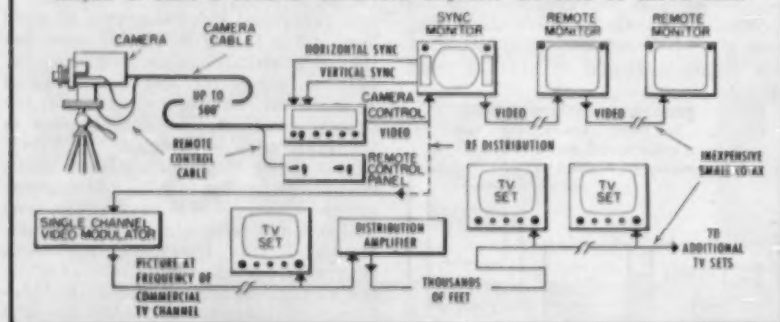 CAMERA
CAMERA
CABLE
SYNC
MONITOR
REMOTE
MONITOR
REMOTE
MONITOR
HORIZONTAL SYNC
VERTICAL SYNC
UP TO
500'
CAMERA
CONTROL
VIDEO
VIDEO
VIDEO
REMOTE
CONTROL
CABLE
REMOTE
CONTROL
PANEL
RF DISTRIBUTION
INEXPENSIVE
SMALL CO-AX
TV
SET
TV
SET
SINGLE CHANNEL
VIDEO MODULATOR
TV
SET
DISTRIBUTION
AMPLIFIER
TO
ADDITIONAL
TV SETS
PICTURE AT
FREQUENCY OF
COMMERCIAL
TV CHANNEL
THOUSANDS
OF FEET